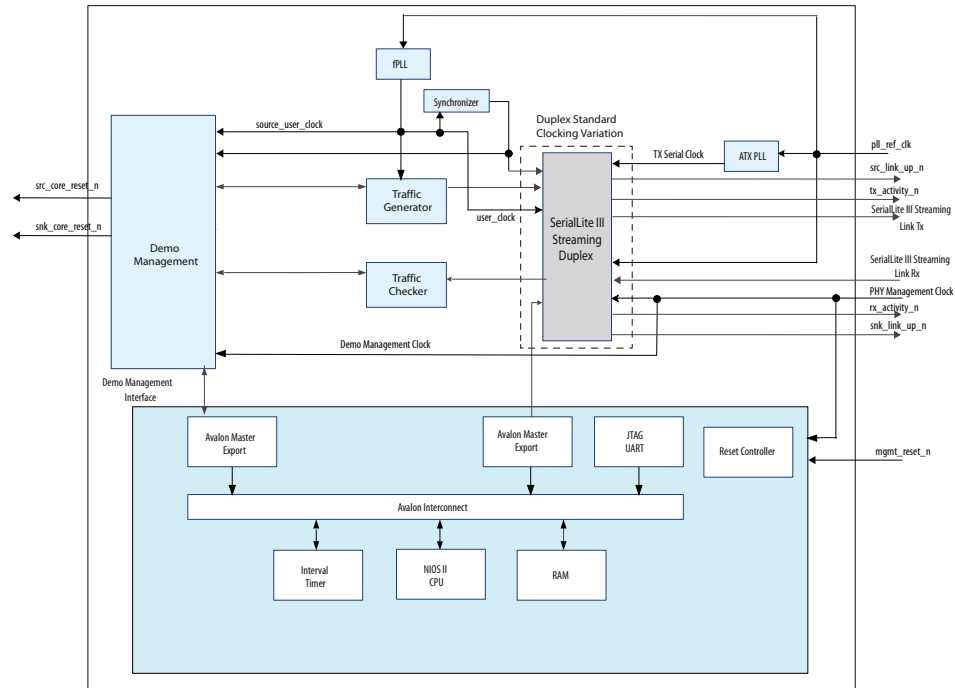 fPLL
Synchronizer
Duplex Standard
Clocking Variation
source_user_clock
pll_ref_clk
TX Serial Clock
ATX PLL
src_link_up_n
src_core_reset_n
tx_activity_n
Traffic
Generator
user_clock
SerialLite III Streaming
Link Tx
SerialLite III
Streaming
Duplex
snk_core_reset_n
Demo
Management
SerialLite III Streaming
Link Rx
Traffic
Checker
PHY Management Clock
rx_activity_n
snk_link_up_n
Demo Management Clock
Demo Management
Interface
Avalon Master
Export
Avalon Master
Export
JTAG
UART
Reset Controller
mgmt_reset_n
Avalon Interconnect
Interval
Timer
NIOS II
CPU
RAM